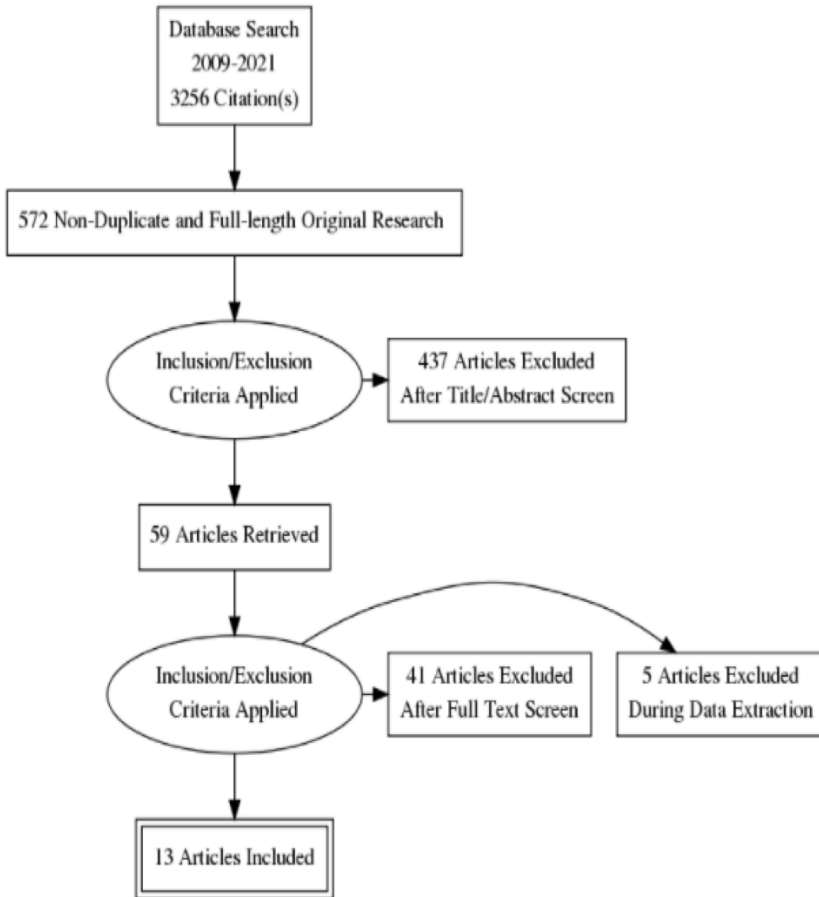 Database Search
2009-2021
3256 Citation(s)
572 Non-Duplicate and Full-length Original Research
Inclusion/Exclusion
Criteria Applied
437 Articles Excluded
After Title/Abstract Screen
59 Articles Retrieved
Inclusion/Exclusion
Criteria Applied
41 Articles Excluded
After Full Text Screen
5 Articles Excluded
During Data Extraction
13 Articles Included